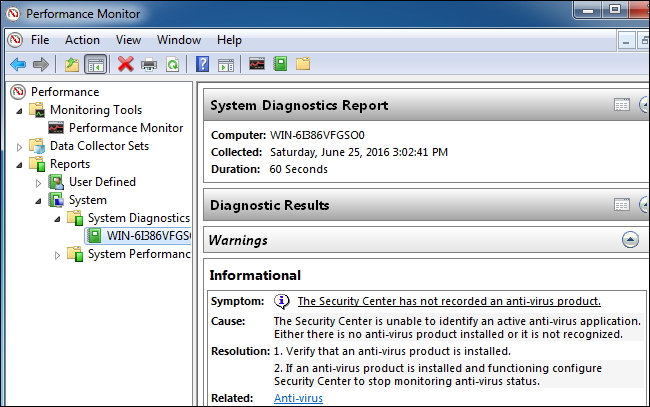 Performance Monitor
File Action View Window Help
Performance
Monitoring Tools
Performance Monitor
Data Collector Sets
Reports
User Defined
System
System Diagnostics
WIN-6I386VFGSO
System Performanc
System Diagnostics Report
Computer: WIN-6I386VFGSO0
Collected: Saturday, June 25, 2016 3:02:41 PM
Duration: 60 Seconds
Diagnostic Results
Warnings
Informational
Symptom: The Security Center has not recorded an anti-virus product.
Cause: The Security Center is unable to identify an active anti-virus application.
Either there is no anti-virus product installed or it is not recognized.
Resolution: 1. Verify that an anti-virus product is installed.
2. If an anti-virus product is installed and functioning configure
Security Center to stop monitoring anti-virus status.
Related: Anti-virus